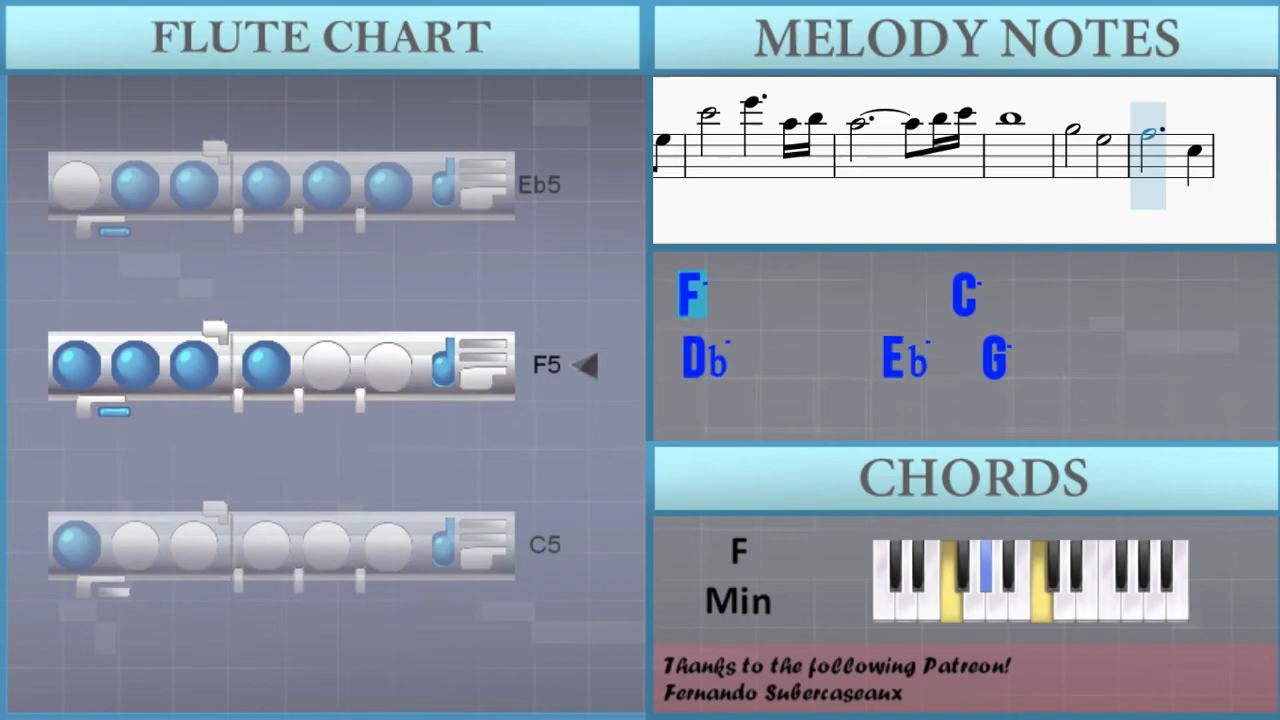 FLUTE CHART
Eb5
F5
C5
MELODY NOTES
F- C-
Db- Eb- G-
CHORDS
F
Min
Thanks to the following Patreon!
Fernando Subercaseaux